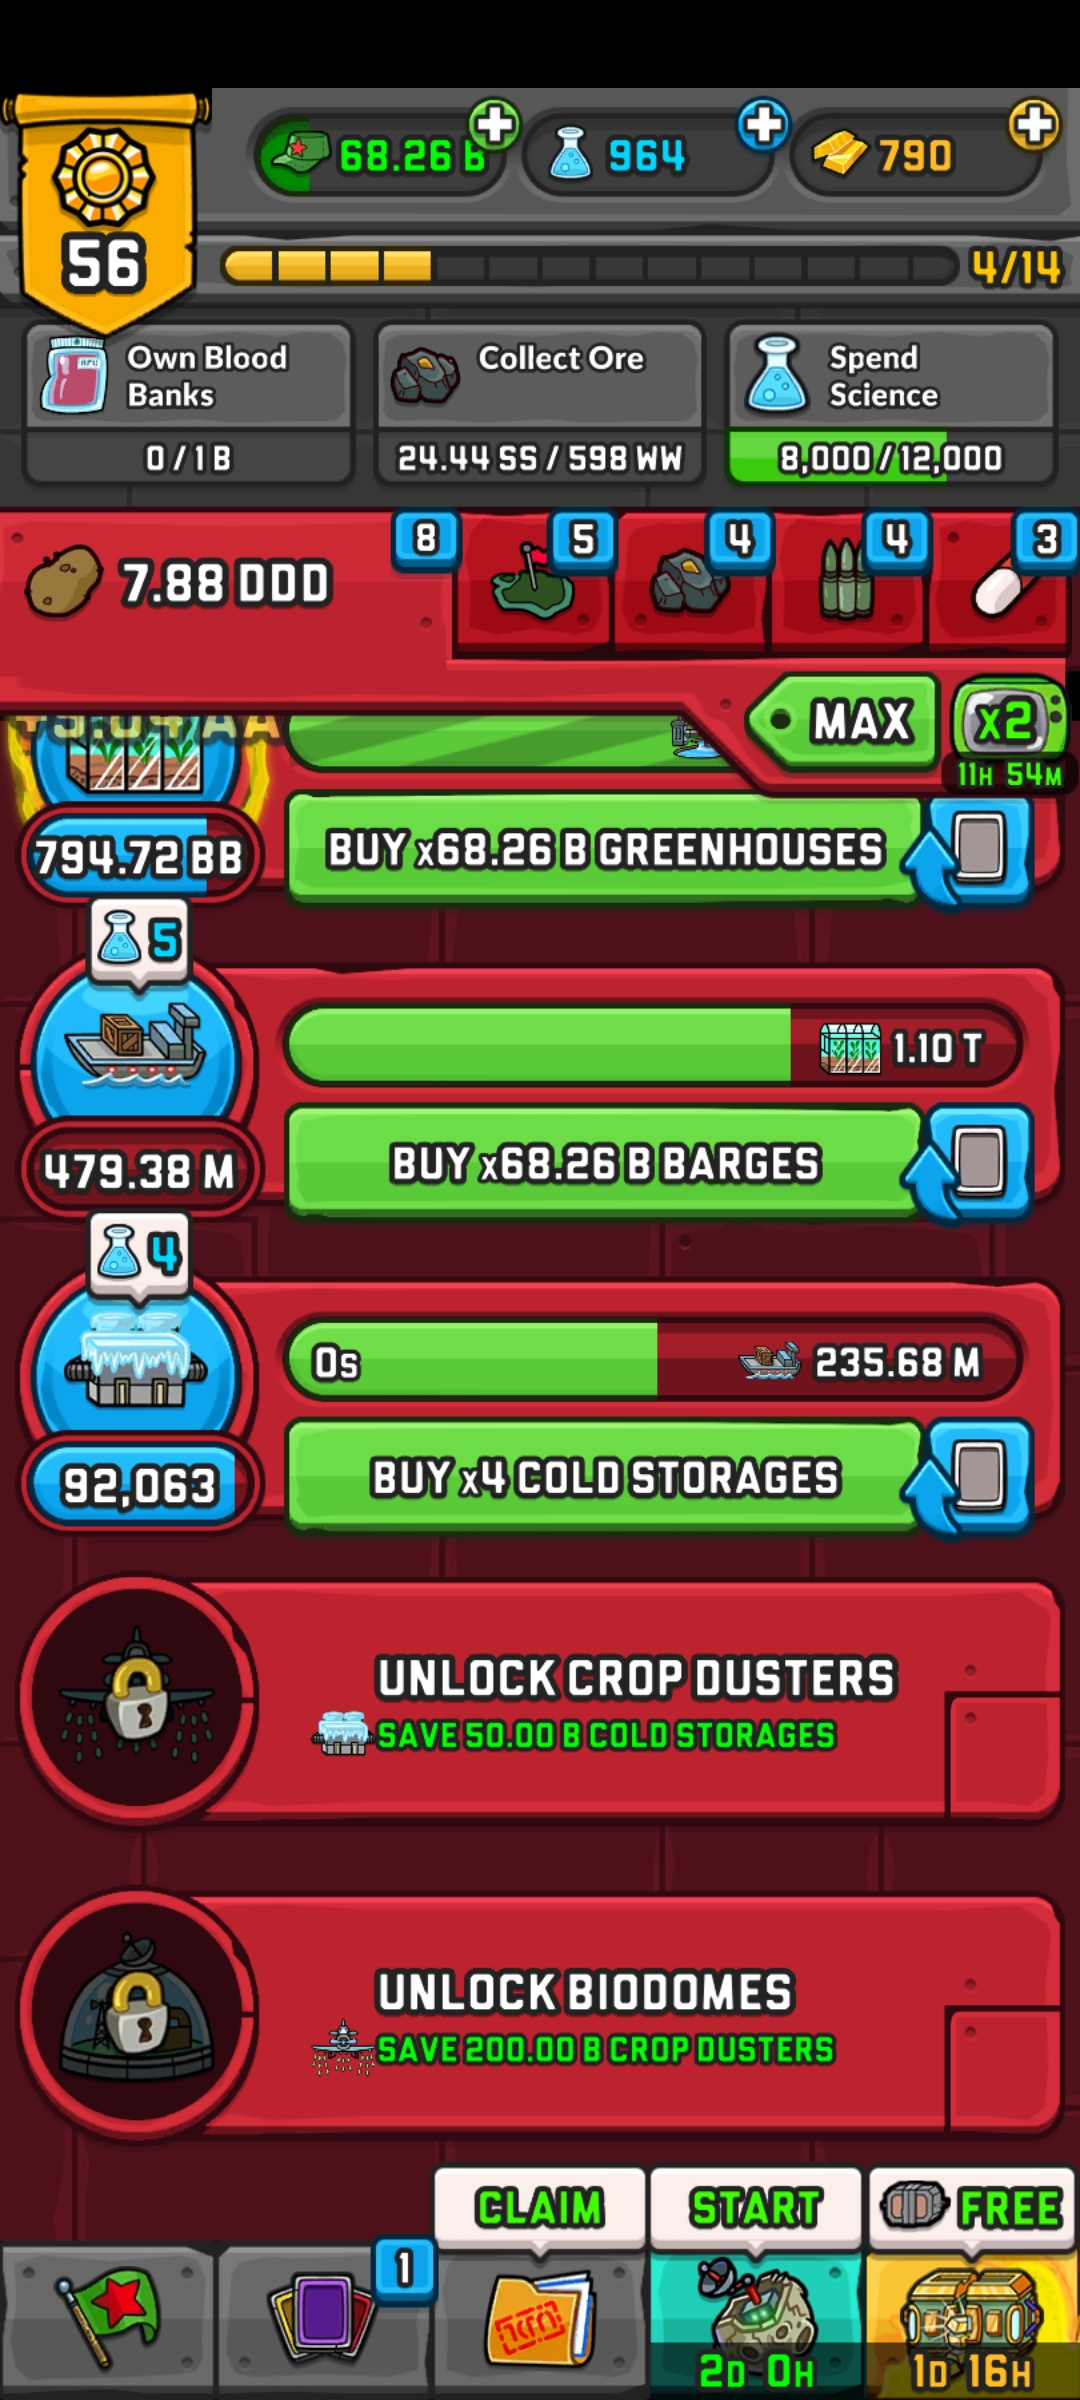 68.26 B
964
790
56
4/14
Own Blood
Banks
0 / 1 B
Collect Ore
24.44 SS / 598 WW
Spend
Science
8,000 / 12,000
7.88 DDD
8
5
4
4
3
MAX
x2
11H 54M
794.72 BB
BUY x68.26 B GREENHOUSES
5
1.10 T
479.38 M
BUY x68.26 B BARGES
4
0s
235.68 M
92,063
BUY x4 COLD STORAGES
UNLOCK CROP DUSTERS
SAVE 50.00 B COLD STORAGES
UNLOCK BIODOMES
SAVE 200.00 B CROP DUSTERS
CLAIM
START
FREE
1
2D 0H
1D 16H